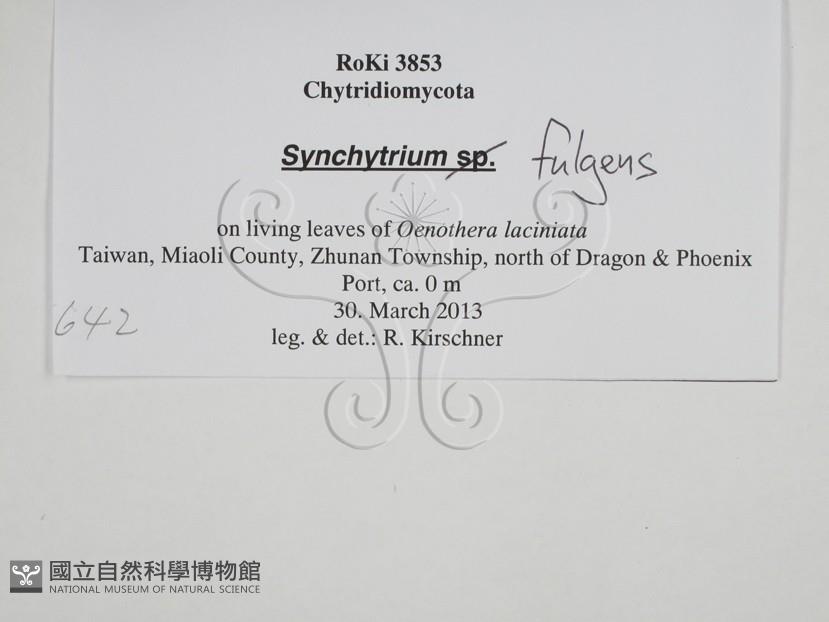 RoKi 3853
Chytridiomycota
Synchytrium sp. fulgens
on living leaves of Oenothera laciniata
Taiwan, Miaoli County, Zhunan Township, north of Dragon & Phoenix
Port, ca. 0 m
30. March 2013
leg. & det.: R. Kirschner
642
國立自然科學博物館
NATIONAL MUSEUM OF NATURAL SCIENCE